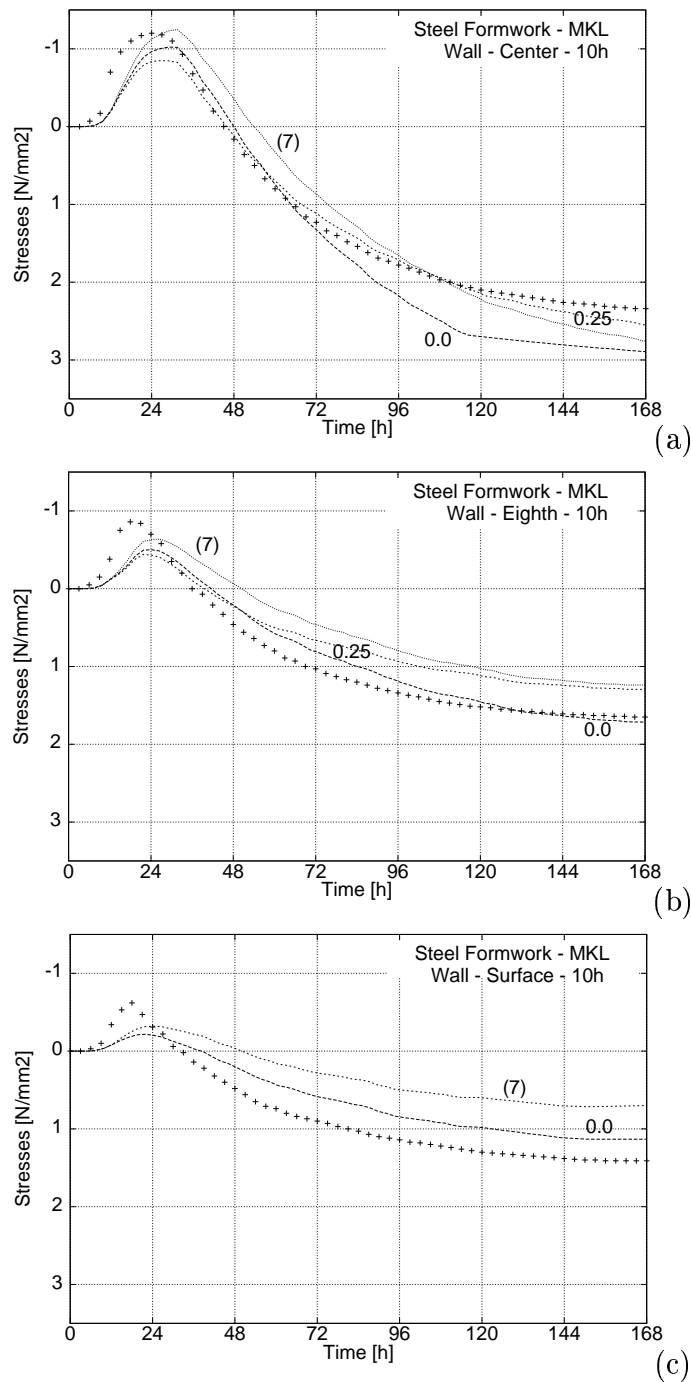 Steel Formwork - MKL
Wall - Center - 10h
Stresses [N/mm2]
-1
0
1
2
3
(7)
0.25
0.0
0 24 48 72 96 120 144 168
Time [h]
(a)
Steel Formwork - MKL
Wall - Eighth - 10h
Stresses [N/mm2]
-1
0
1
2
3
(7)
0.25
0.0
0 24 48 72 96 120 144 168
Time [h]
(b)
Steel Formwork - MKL
Wall - Surface - 10h
Stresses [N/mm2]
-1
0
1
2
3
(7)
0.0
0 24 48 72 96 120 144 168
Time [h]
(c)